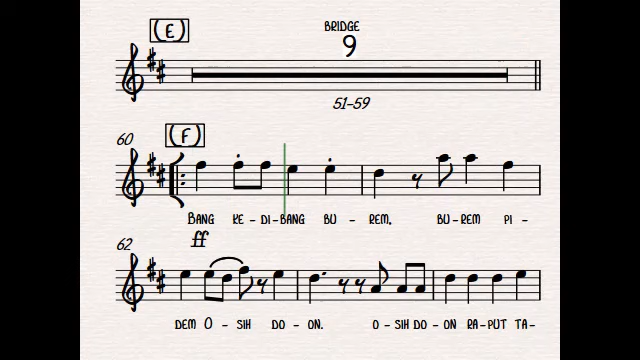 (E)
BRIDGE
9
51-59
60
(F)
BANG KE-DI-BANG BU - REM. BU-REM PI -
ff
62
DEM O - SIH DO - ON. O-SIH DO-ON RA-PUT TA-